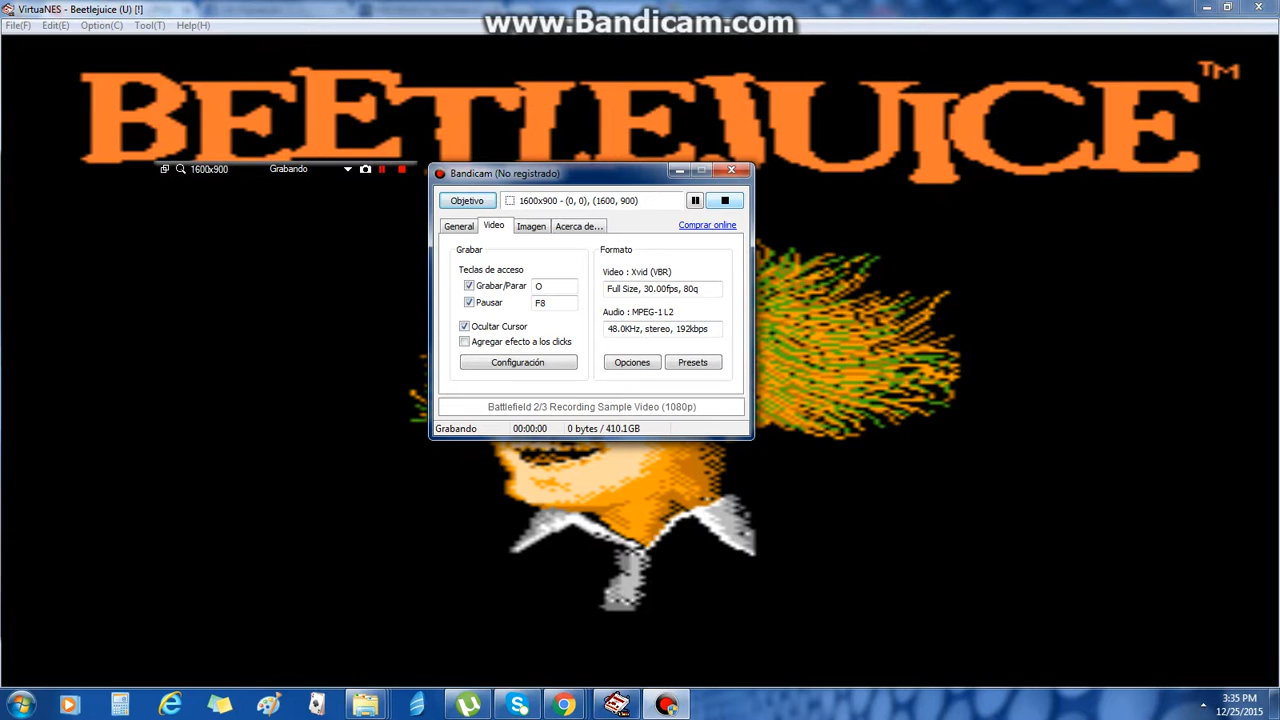 VirtuaNES - Beetlejuice (U) [!]
www.Bandicam.com
File(F) Edit(E) Option(C) Tool(T) Help(H)
BEETLEJUICE™
1600x900 Grabando
Bandicam (No registrado)
Objetivo 1600x900 - (0, 0), (1600, 900)
General Video Imagen Acerca de... Comprar online
Grabar Formato
Teclas de acceso Video : Xvid (VBR)
Grabar/Parar O Full Size, 30.00fps, 80q
Pausar F8 Audio : MPEG-1 L2
Ocultar Cursor 48.0KHz, stereo, 192kbps
Agregar efecto a los clicks
Configuración Opciones Presets
Battlefield 2/3 Recording Sample Video (1080p)
Grabando 00:00:00 0 bytes / 410.1GB
3:35 PM
12/25/2015